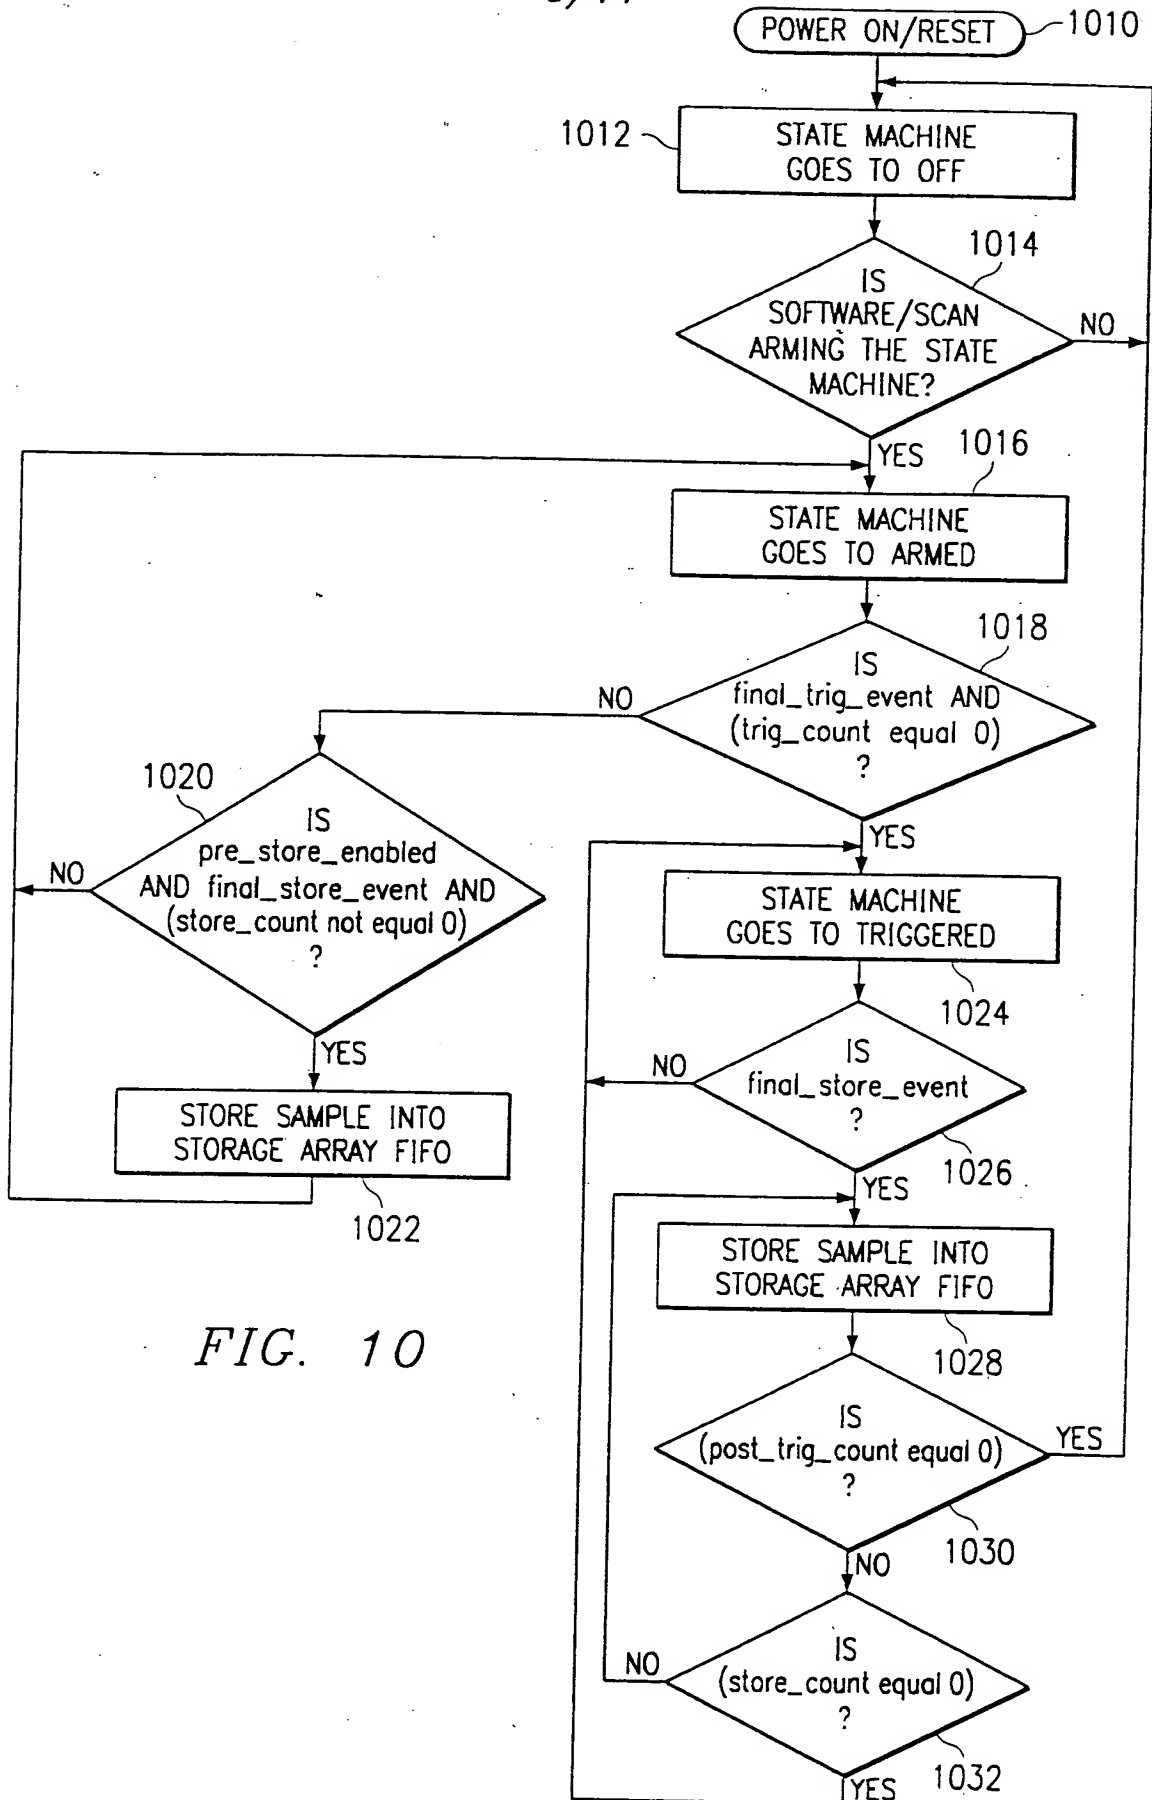 POWER ON/RESET
1010
1012
STATE MACHINE
GOES TO OFF
1014
IS
SOFTWARE/SCAN
ARMING THE STATE
MACHINE?
NO
YES
1016
STATE MACHINE
GOES TO ARMED
1018
IS
final_trig_event AND
(trig_count equal 0)
?
NO
YES
1020
IS
pre_store_enabled
AND final_store_event AND
(store_count not equal 0)
?
NO
YES
STORE SAMPLE INTO
STORAGE ARRAY FIFO
1022
STATE MACHINE
GOES TO TRIGGERED
1024
IS
final_store_event
?
NO
1026
YES
STORE SAMPLE INTO
STORAGE ARRAY FIFO
1028
IS
(post_trig_count equal 0)
?
YES
1030
NO
IS
(store_count equal 0)
?
NO
1032
YES
FIG. 10